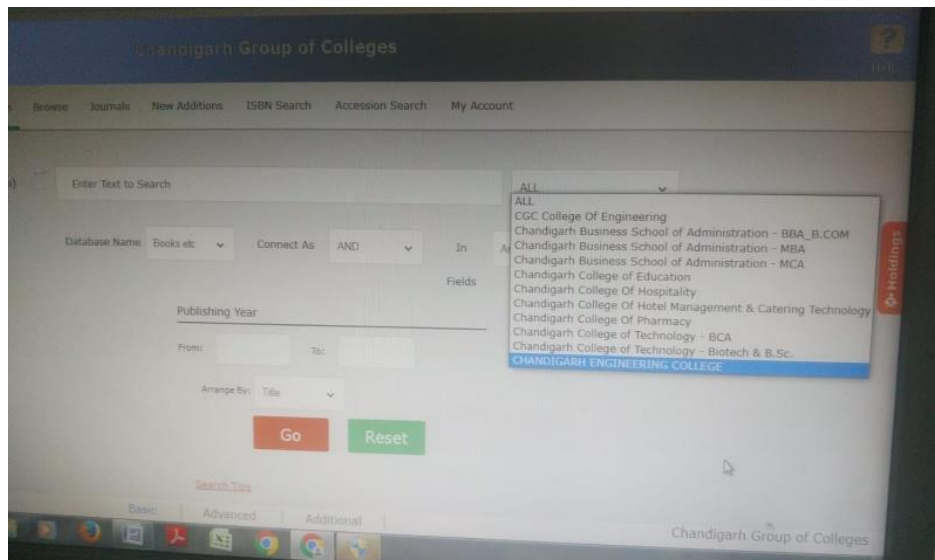 Chandigarh Group of Colleges
Help
Browse Journals New Additions ISBN Search Accession Search My Account
Enter Text to Search
ALL
ALL
CGC College Of Engineering
Chandigarh Business School of Administration - BBA_B.COM
Chandigarh Business School of Administration - MBA
Chandigarh Business School of Administration - MCA
Chandigarh College of Education
Chandigarh College Of Hospitality
Chandigarh College Of Hotel Management & Catering Technology
Chandigarh College Of Pharmacy
Chandigarh College of Technology - BCA
Chandigarh College of Technology - Biotech & B.Sc.
CHANDIGARH ENGINEERING COLLEGE
Database Name Books etc Connect As AND In
Fields
Holdings
Publishing Year
From: To:
Arrange By: Title
Go Reset
Search Tips
Basic Advanced Additional
Chandigarh Group of Colleges